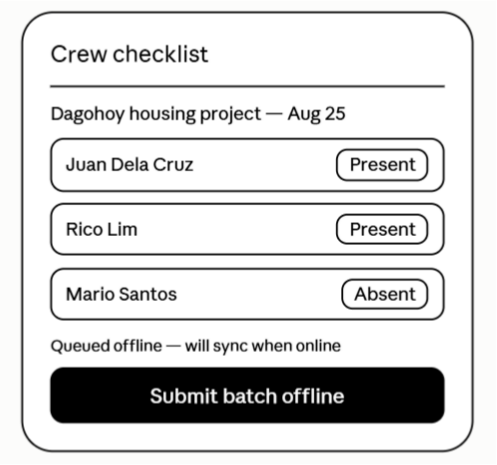 Crew checklist
Dagohoy housing project — Aug 25
Juan Dela Cruz Present
Rico Lim Present
Mario Santos Absent
Queued offline — will sync when online
Submit batch offline